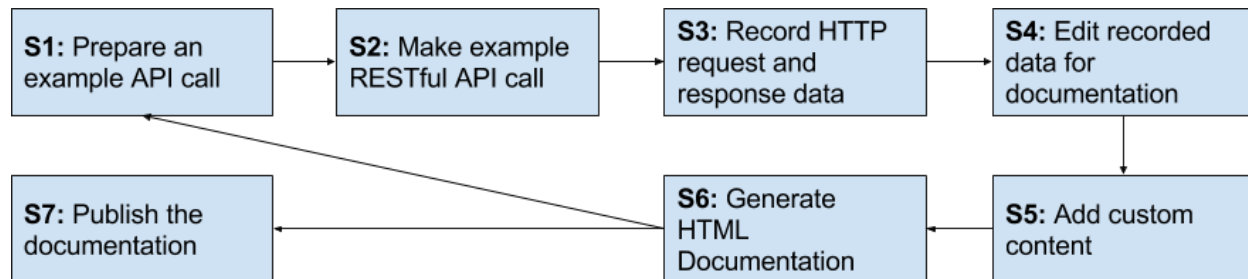 S1: Prepare an
example API call
S2: Make example
RESTful API call
S3: Record HTTP
request and
response data
S4: Edit recorded
data for
documentation
S5: Add custom
content
S6: Generate
HTML
Documentation
S7: Publish the
documentation